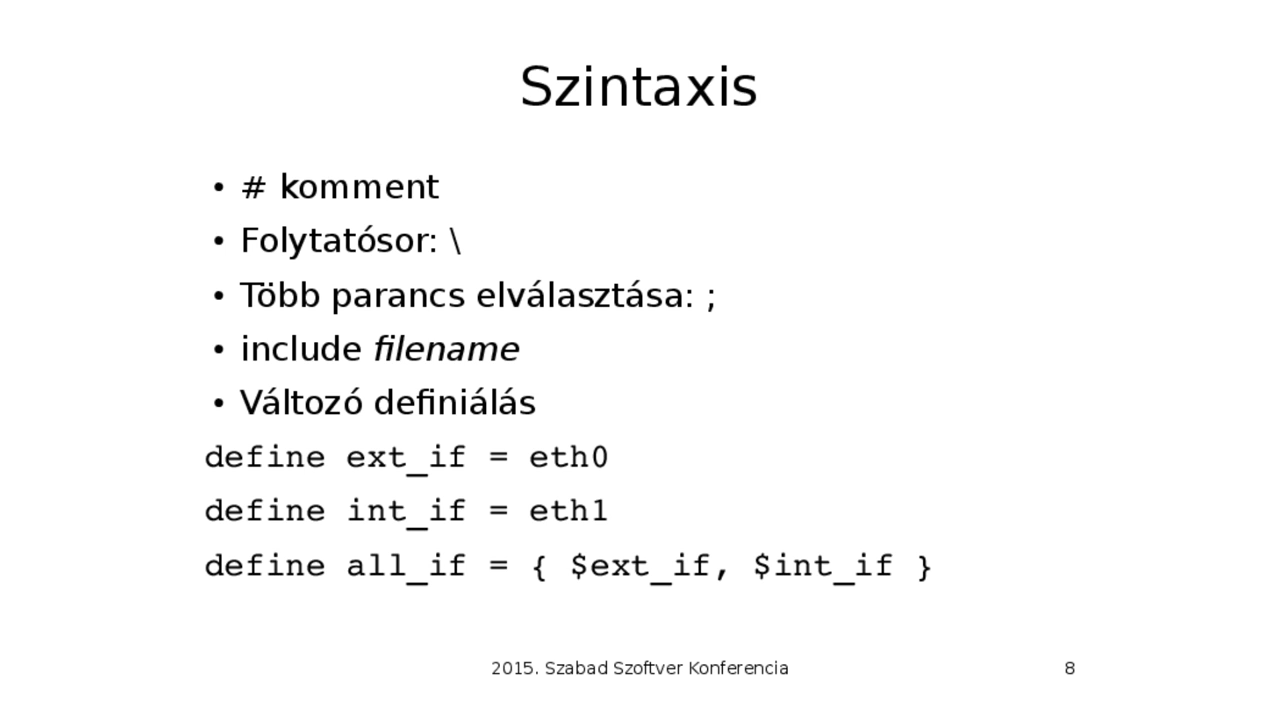 Szintaxis
• # komment
• Folytatósor: \
• Több parancs elválasztása: ;
• include filename
• Változó definiálás
define ext_if = eth0
define int_if = eth1
define all_if = { $ext_if, $int_if }
2015. Szabad Szoftver Konferencia 8